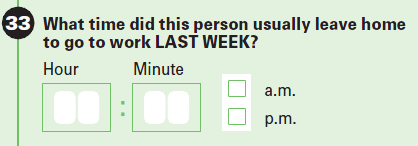 33 What time did this person usually leave home
to go to work LAST WEEK?
Hour Minute
:
a.m.
p.m.